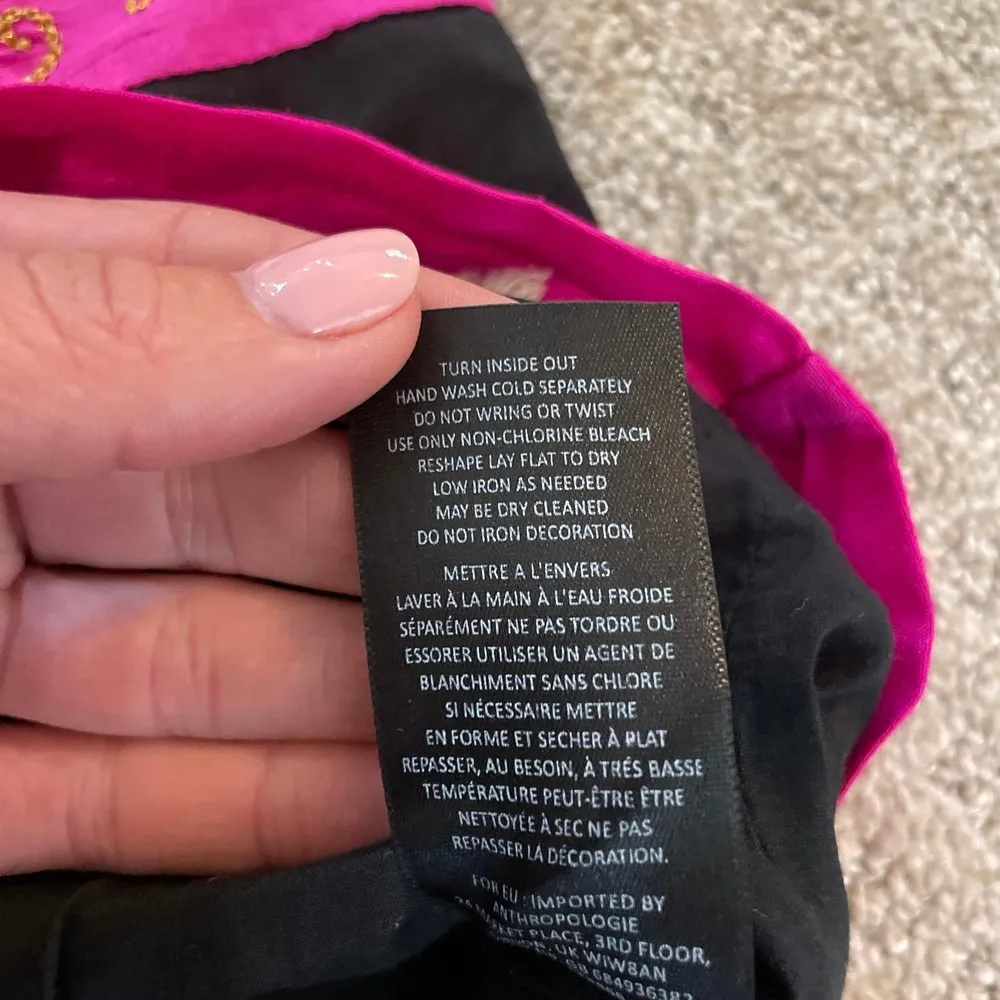 TURN INSIDE OUT
HAND WASH COLD SEPARATELY
DO NOT WRING OR TWIST
USE ONLY NON-CHLORINE BLEACH
RESHAPE LAY FLAT TO DRY
LOW IRON AS NEEDED
MAY BE DRY CLEANED
DO NOT IRON DECORATION
METTRE A L'ENVERS
LAVER À LA MAIN À L'EAU FROIDE
SÉPARÉMENT NE PAS TORDRE OU
ESSORER UTILISER UN AGENT DE
BLANCHIMENT SANS CHLORE
SI NÉCESSAIRE METTRE
EN FORME ET SECHER À PLAT
REPASSER, AU BESOIN, À TRÉS BASSE
TEMPÉRATURE PEUT-ÊTRE ÊTRE
NETTOYÉE À SEC NE PAS
REPASSER LA DÉCORATION.
FOR EU : IMPORTED BY
ANTHROPOLOGIE
PLACE, 3RD FLOOR,
UK WIW8AN
684936382